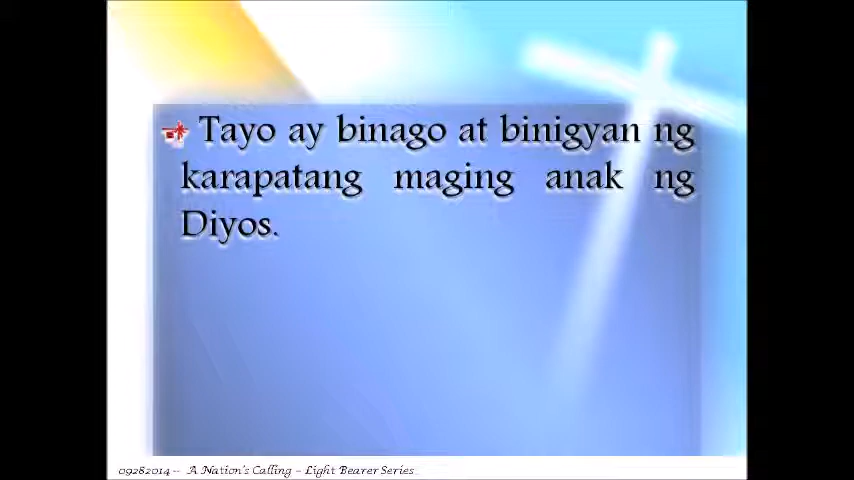 Tayo ay binago at binigyan ng
karapatang maging anak ng
Diyos.
09282014 -- A Nation's Calling - Light Bearer Series